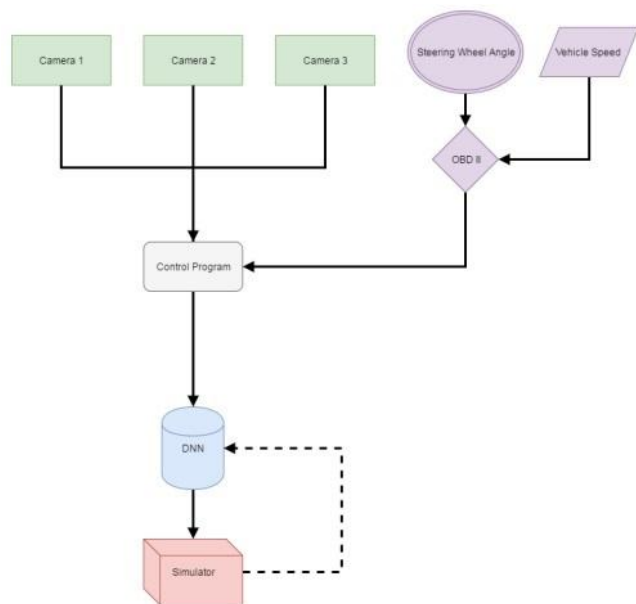 Camera 1
Camera 2
Camera 3
Steering Wheel Angle
Vehicle Speed
OBD II
Control Program
DNN
Simulator